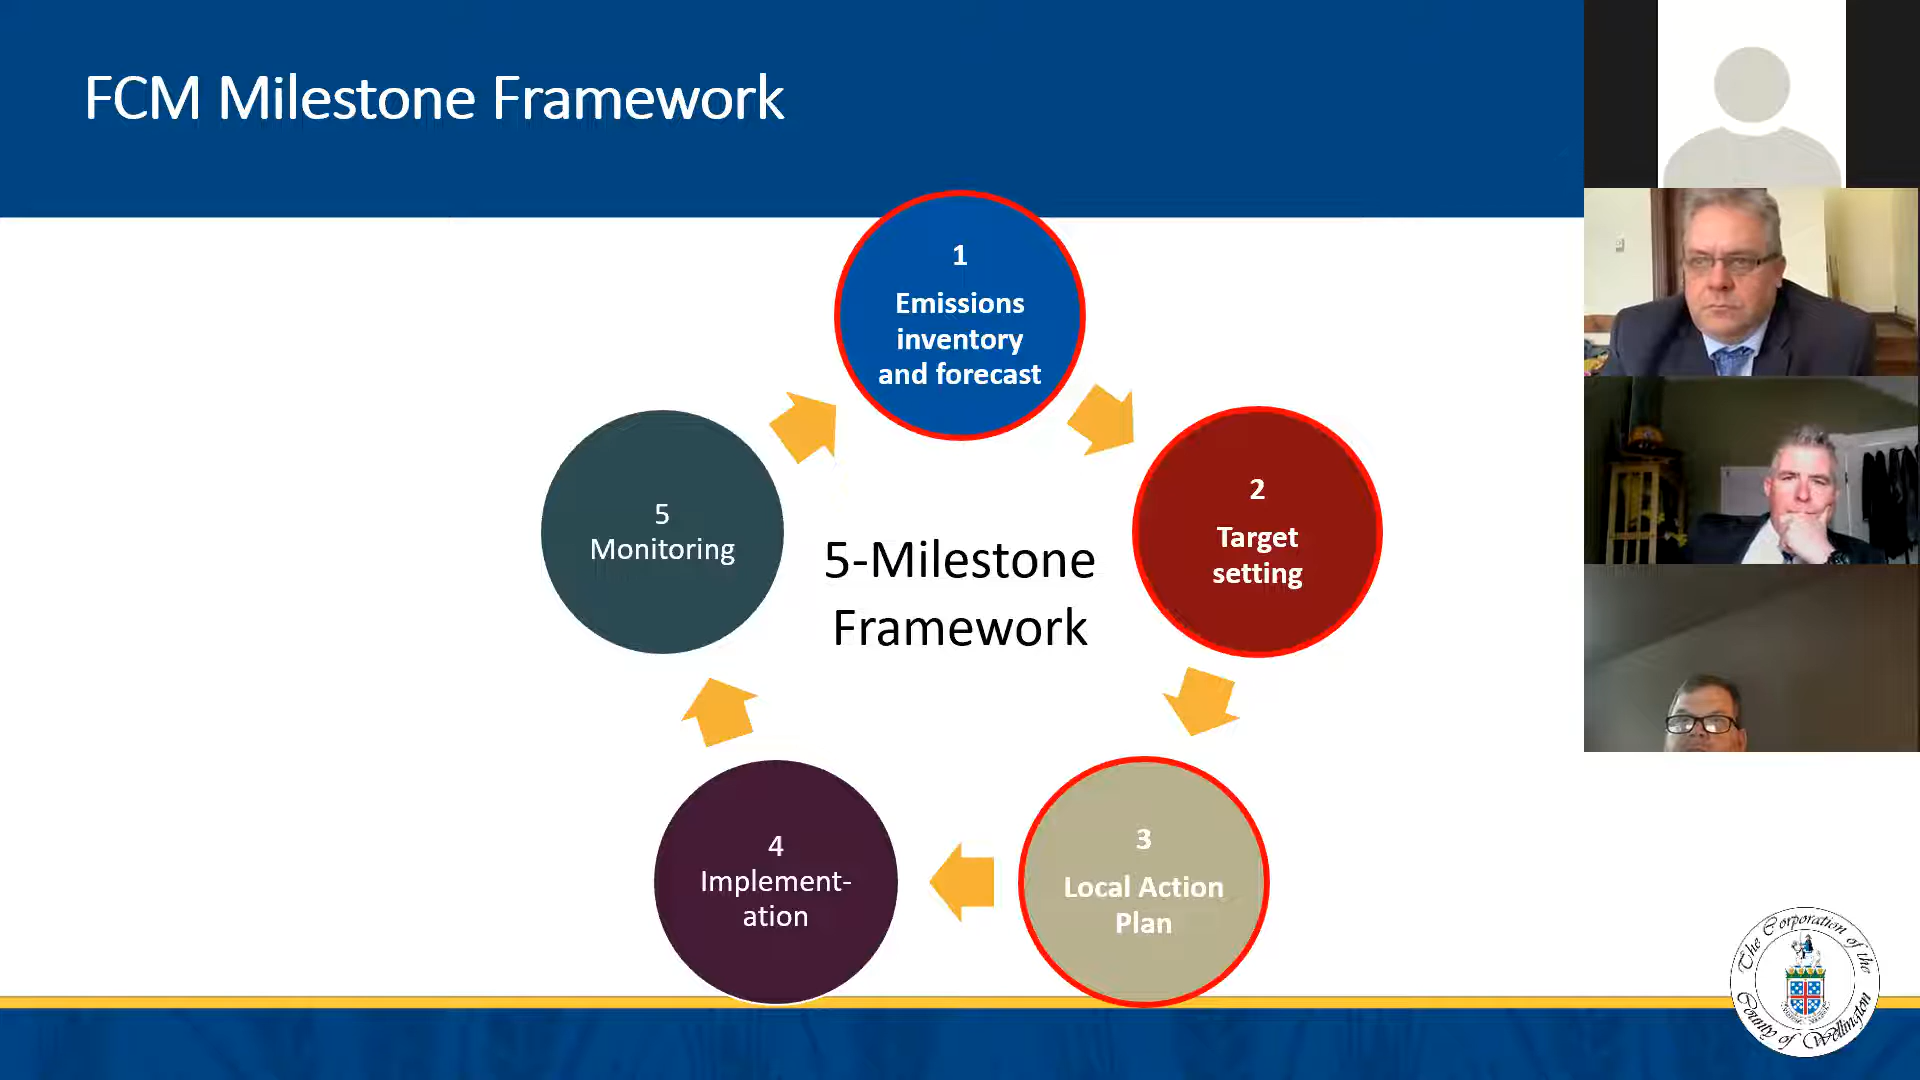 FCM Milestone Framework
1
Emissions
inventory
and forecast
2
Target
setting
3
Local Action
Plan
4
Implement-
ation
5
Monitoring
5-Milestone
Framework
The Corporation of the
County of Wellington